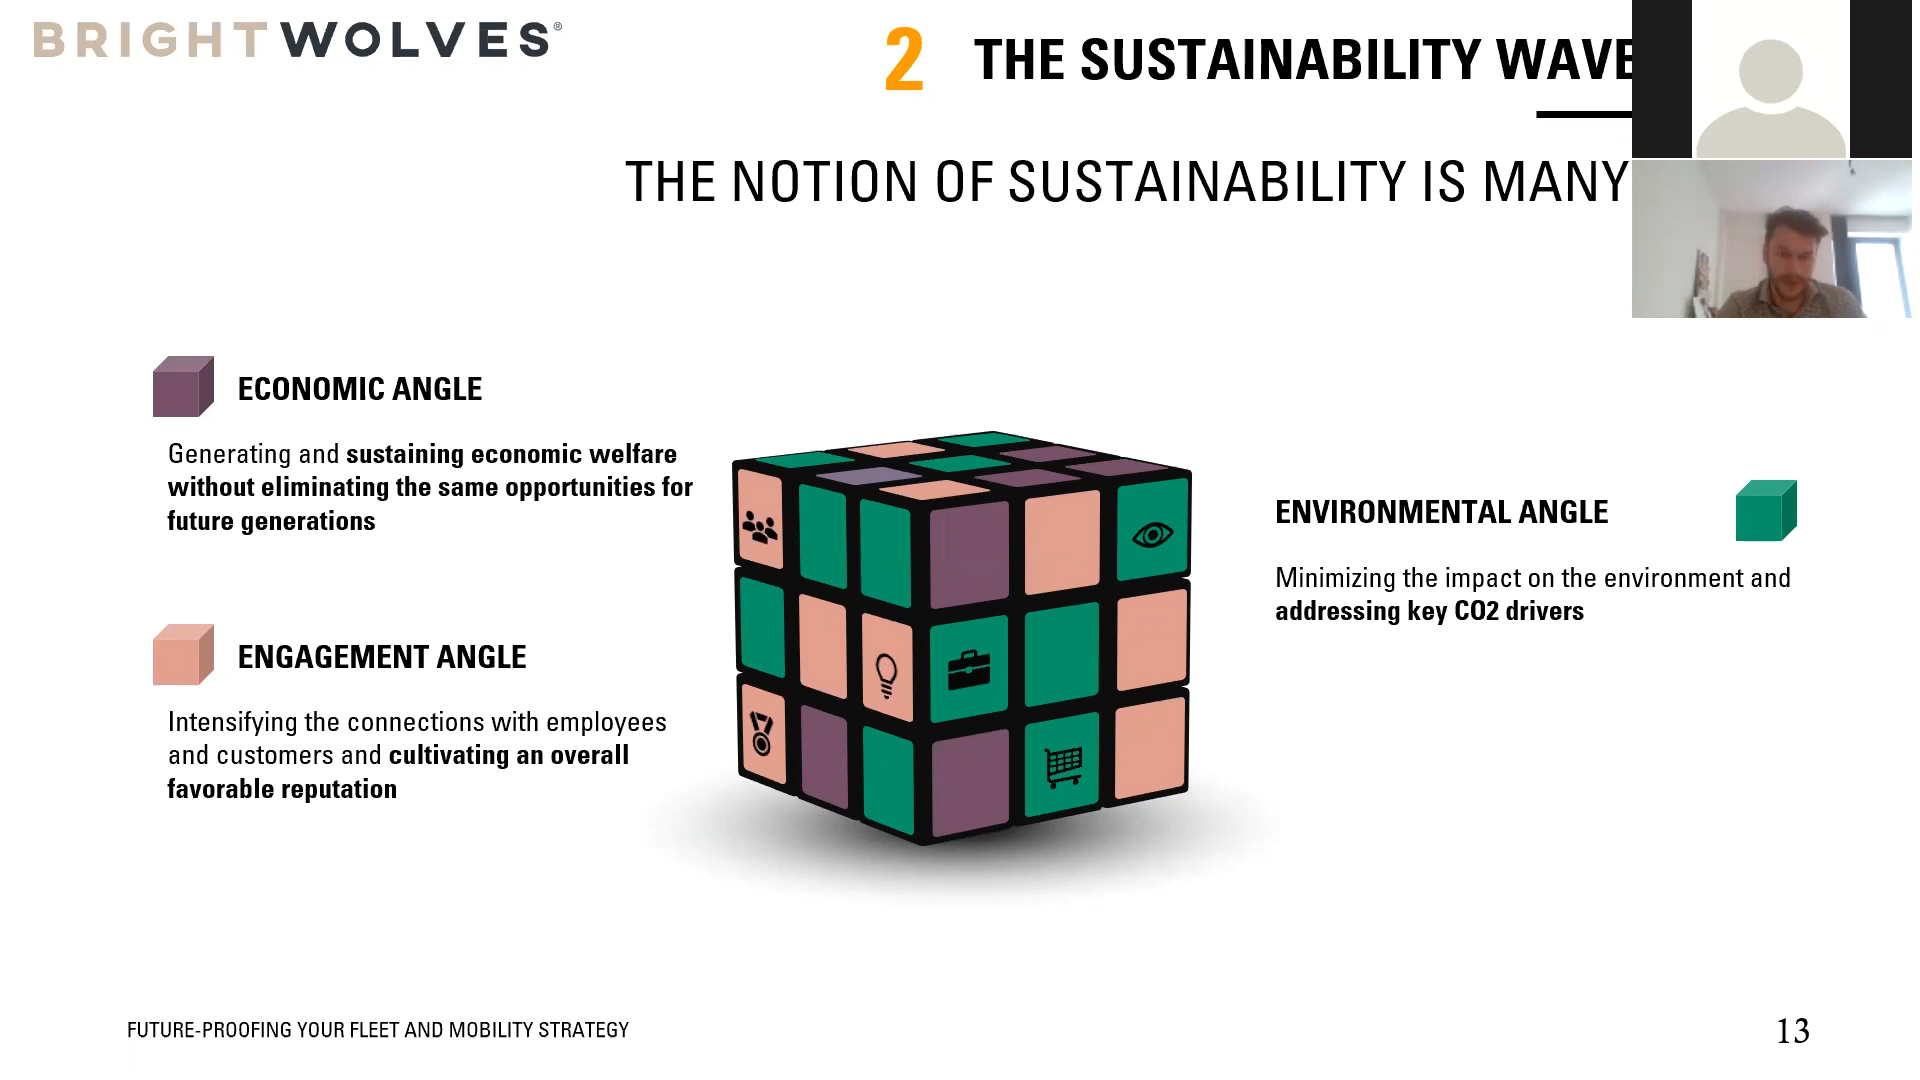 BRIGHTWOLVES®
2 THE SUSTAINABILITY WAVE
THE NOTION OF SUSTAINABILITY IS MANY
ECONOMIC ANGLE
Generating and sustaining economic welfare
without eliminating the same opportunities for
future generations
ENGAGEMENT ANGLE
Intensifying the connections with employees
and customers and cultivating an overall
favorable reputation
ENVIRONMENTAL ANGLE
Minimizing the impact on the environment and
addressing key CO2 drivers
FUTURE-PROOFING YOUR FLEET AND MOBILITY STRATEGY
13